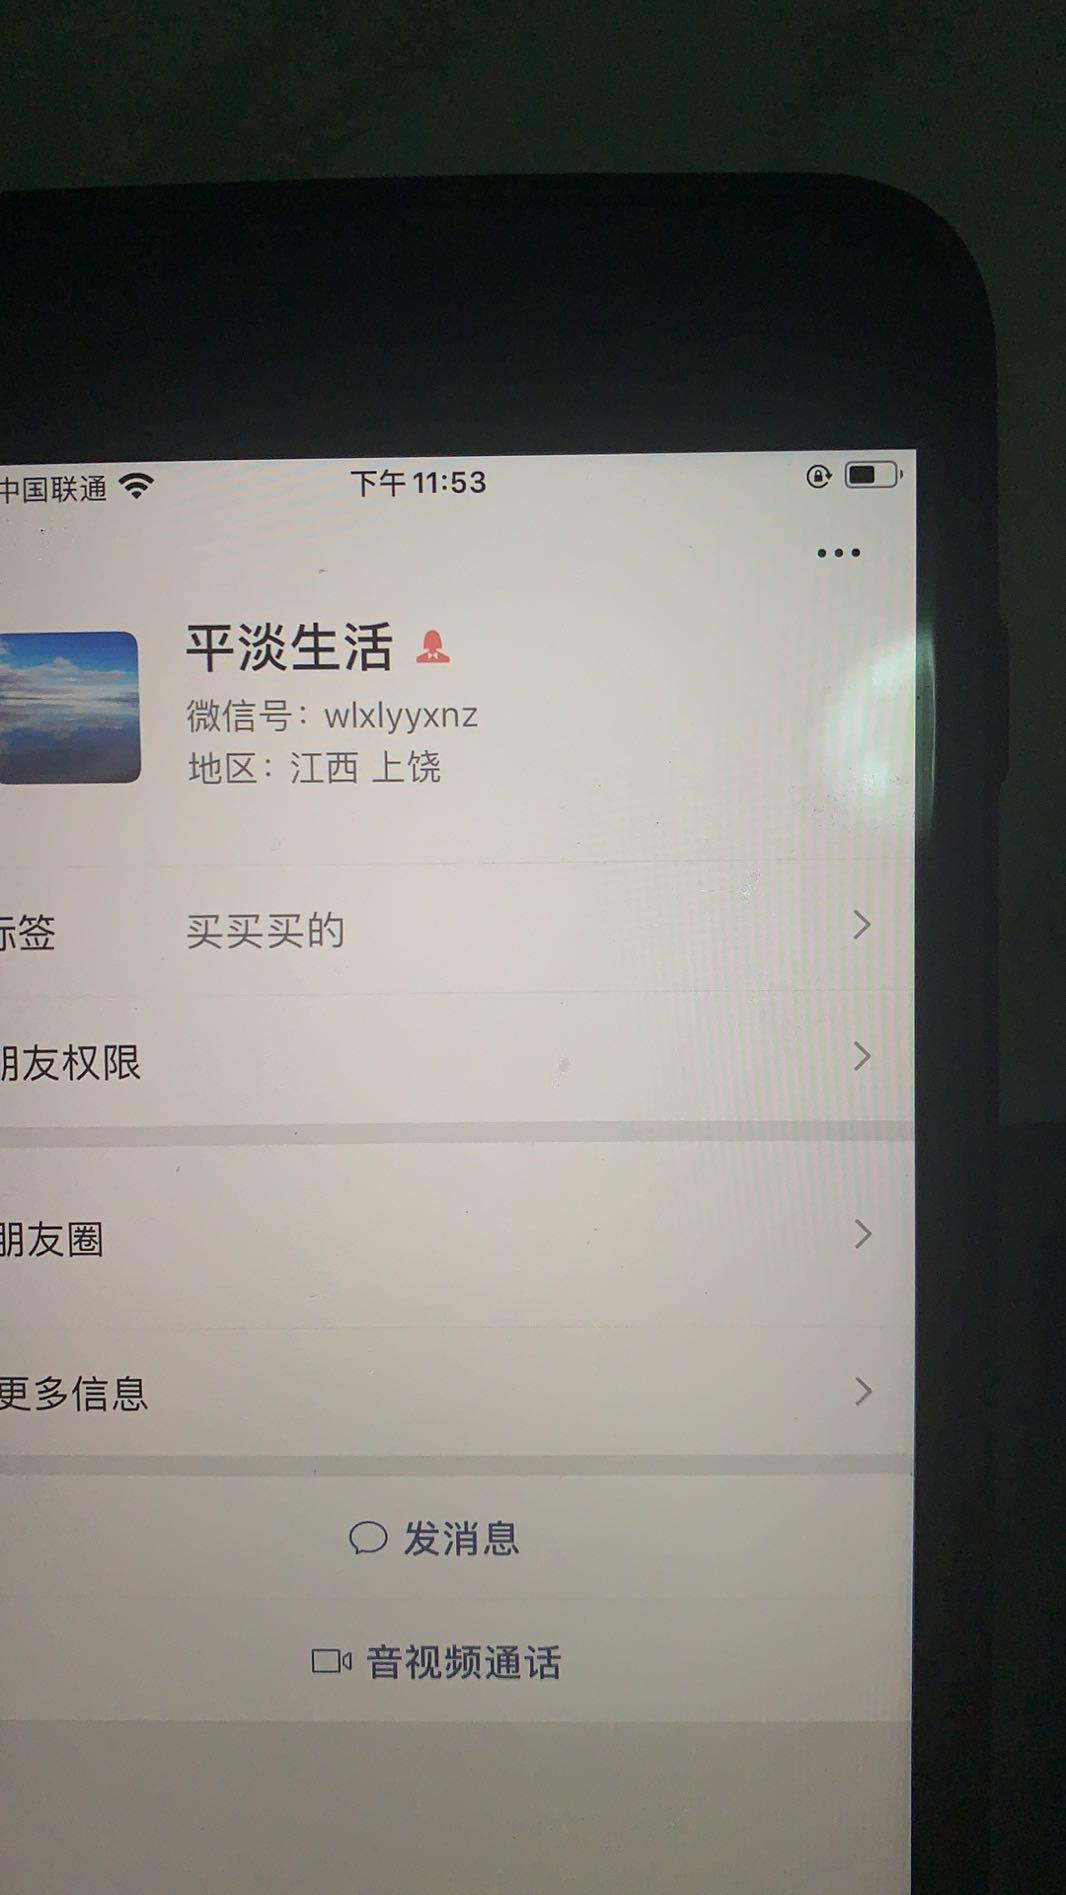 中国联通
下午11:53
平淡生活
微信号：wlxlyyxnz
地区：江西 上饶
标签 买买买的
朋友权限
朋友圈
更多信息
发消息
音视频通话